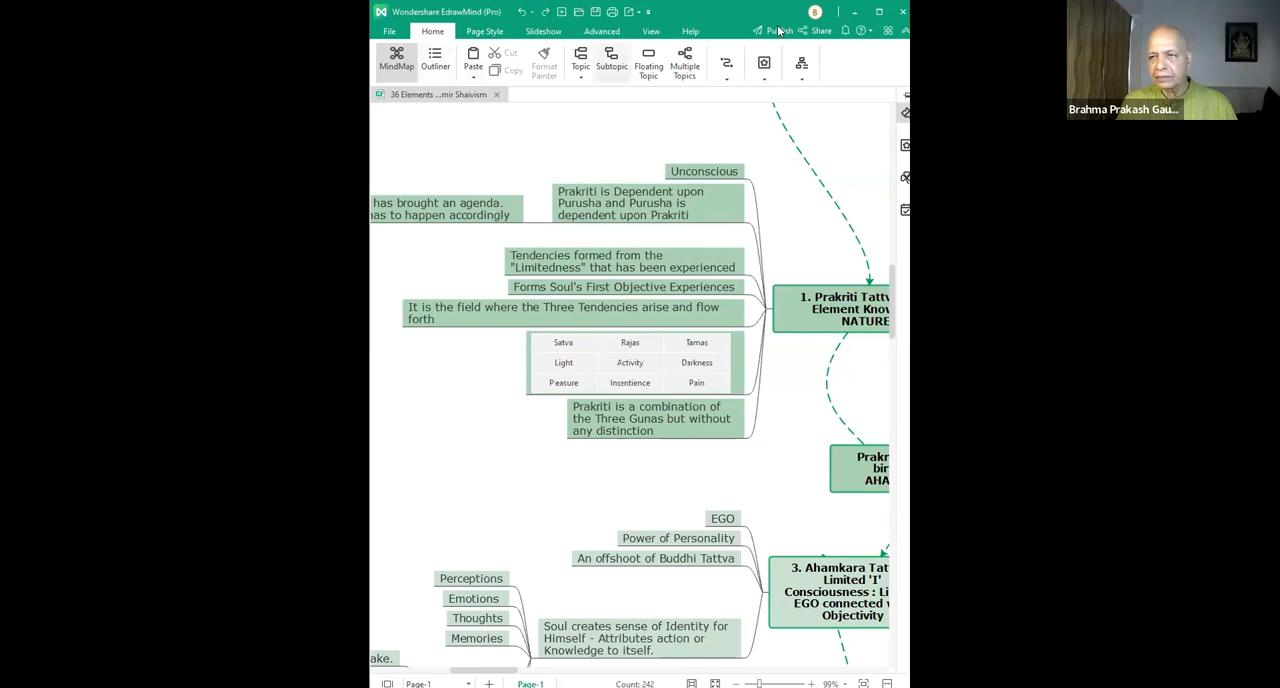 Wondershare EdrawMind (Pro)
B
File
Home
Page Style
Slideshow
Advanced
View
Help
Publish
Share
MindMap
Outliner
Paste
Cut
Copy
Format
Painter
Topic
Subtopic
Floating
Topic
Multiple
Topics
36 Elements ...mir Shaivism
Brahma Prakash Gau...
Unconscious
Prakriti is Dependent upon
Purusha and Purusha is
dependent upon Prakriti
has brought an agenda.
has to happen accordingly
Tendencies formed from the
"Limitedness" that has been experienced
Forms Soul's First Objective Experiences
It is the field where the Three Tendencies arise and flow
forth
Satva Rajas Tamas
Light Activity Darkness
Pleasure Insentience Pain
Prakriti is a combination of
the Three Gunas but without
any distinction
1. Prakriti Tattv
Element Know
NATURE
Prakr
bir
AHA
EGO
Power of Personality
An offshoot of Buddhi Tattva
3. Ahamkara Tat
Limited 'I'
Consciousness : Li
EGO connected w
Objectivity
Perceptions
Emotions
Thoughts
Memories
Soul creates sense of Identity for
Himself - Attributes action or
Knowledge to itself.
ake.
Page-1
Page-1
Count: 242
99%